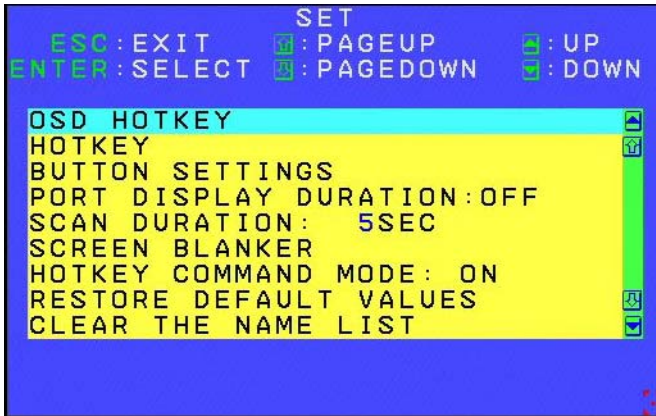 SET
ESC:EXIT ⇧:PAGEUP ▲:UP
ENTER:SELECT ⇩:PAGEDOWN ▼:DOWN
OSD HOTKEY
HOTKEY
BUTTON SETTINGS
PORT DISPLAY DURATION:OFF
SCAN DURATION: 5SEC
SCREEN BLANKER
HOTKEY COMMAND MODE: ON
RESTORE DEFAULT VALUES
CLEAR THE NAME LIST